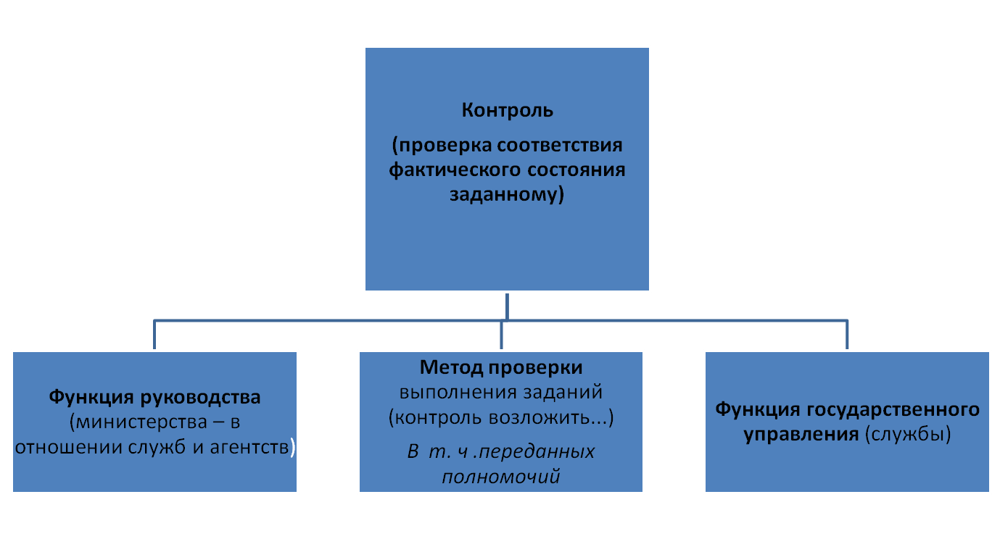 Контроль
(проверка соответствия
фактического состояния
заданному)
Функция руководства
(министерства – в
отношении служб и агентств)
Метод проверки
выполнения заданий
(контроль возложить...)
В т. ч .переданных
полномочий
Функция государственного
управления (службы)